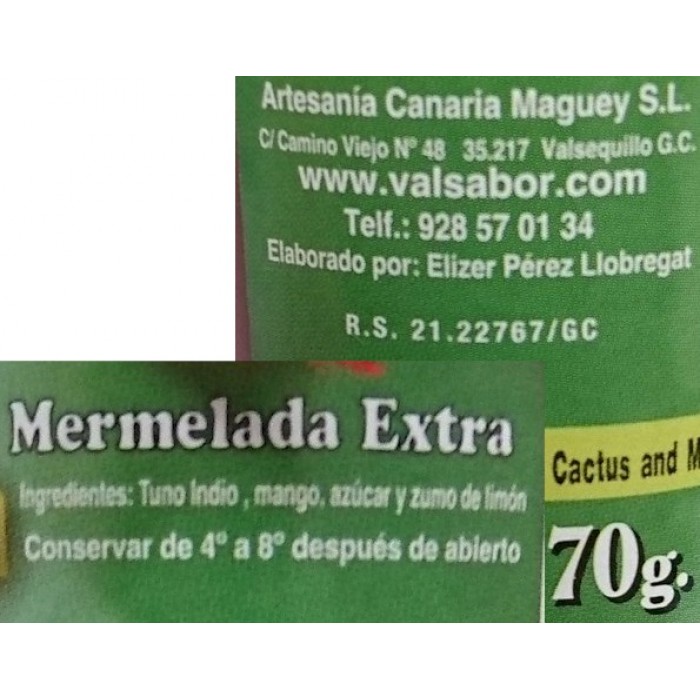 Artesanía Canaria Maguey S.L.
C/ Camino Viejo Nº 48 35.217 Valsequillo G.C.
www.valsabor.com
Telf.: 928 57 01 34
Elaborado por: Elizer Pérez Llobregat
R.S. 21.22767/GC
Mermelada Extra
Ingredientes: Tuno Indio , mango, azúcar y zumo de limón
Conservar de 4º a 8º después de abierto
Cactus and M
70g.